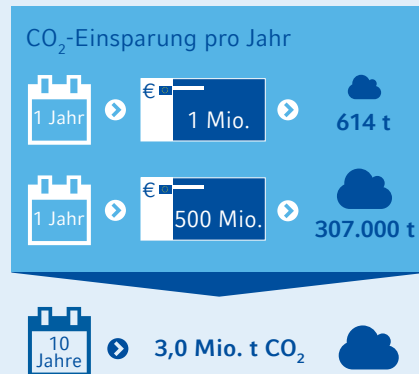 CO₂-Einsparung pro Jahr
1 Jahr
€
1 Mio.
614 t
1 Jahr
€
500 Mio.
307.000 t
10
Jahre
3,0 Mio. t CO₂